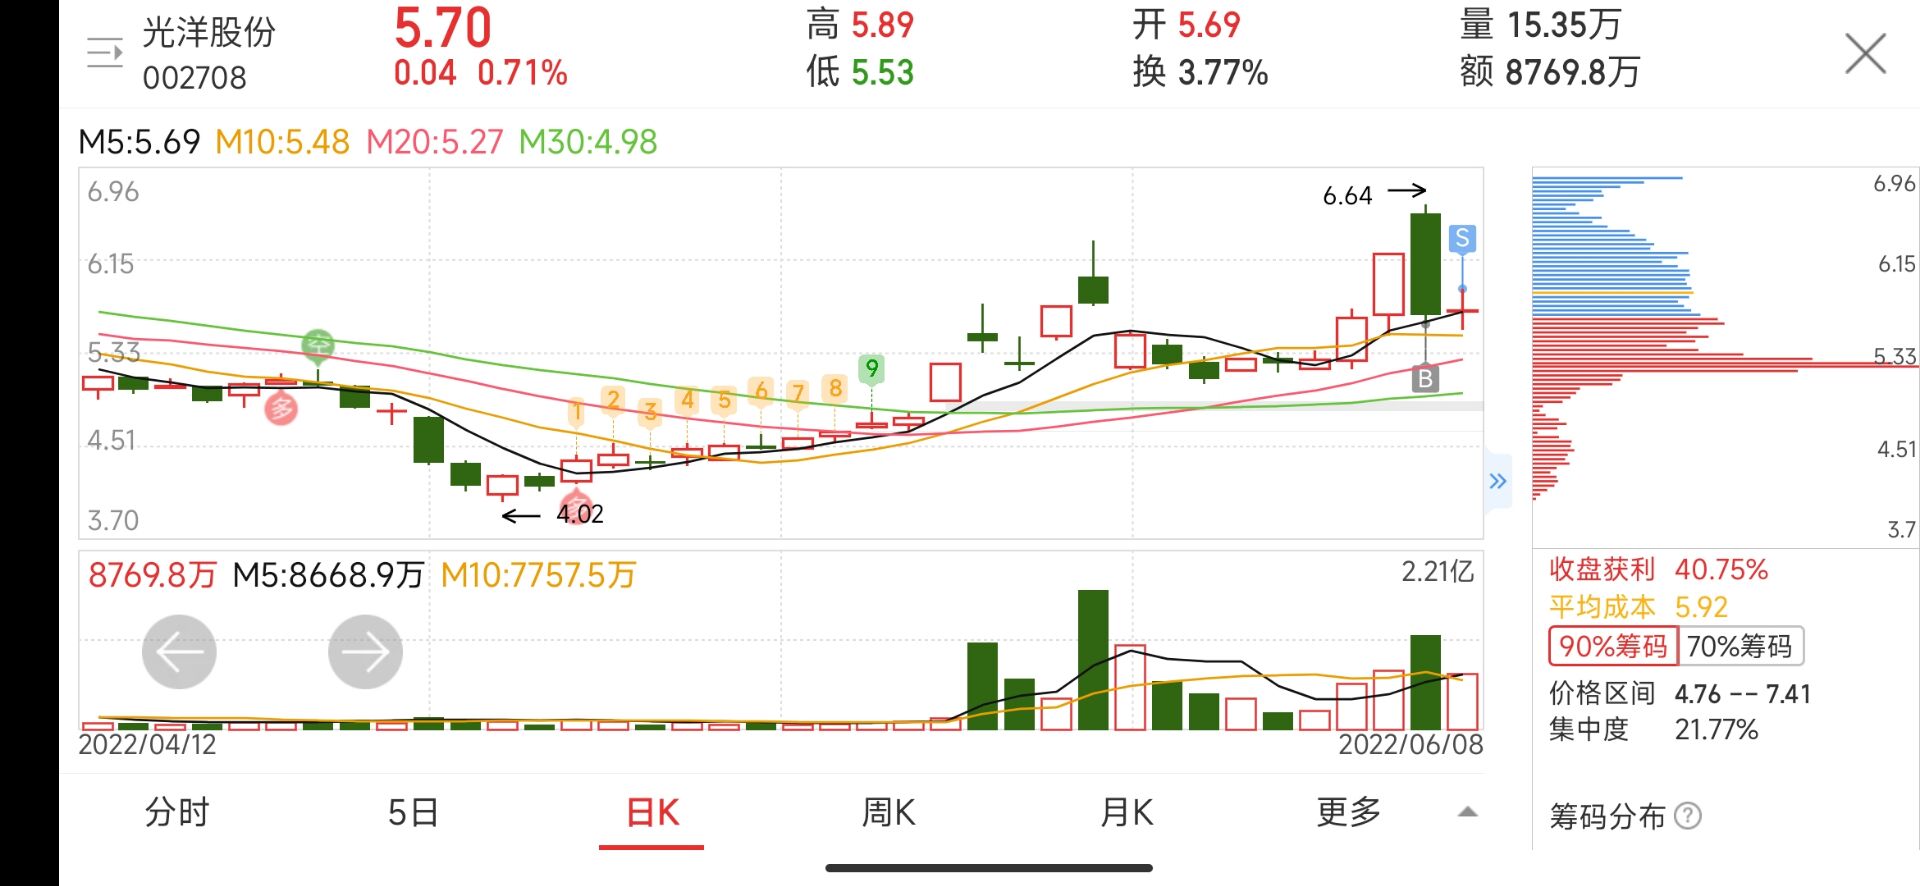 光洋股份 5.70 高 5.89 开 5.69 量 15.35万
002708 0.04 0.71% 低 5.53 换 3.77% 额 8769.8万
M5:5.69 M10:5.48 M20:5.27 M30:4.98
6.96 6.64 6.96
S
6.15 6.15
空
5.33 9 B 5.33
多 1 2 3 4 5 6 7 8
4.51 4.51
多 4.02
3.70 3.7
8769.8万 M5:8668.9万 M10:7757.5万 2.21亿
2022/04/12 2022/06/08
收盘获利 40.75%
平均成本 5.92
90%筹码 70%筹码
价格区间 4.76 -- 7.41
集中度 21.77%
筹码分布 ?
分时 5日 日K 周K 月K 更多